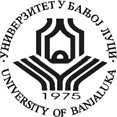 · УНИВЕРЗИТЕТ У БАЊОЈ ЛУЦИ ·
UNIVERSITY OF BANJALUKA
1975